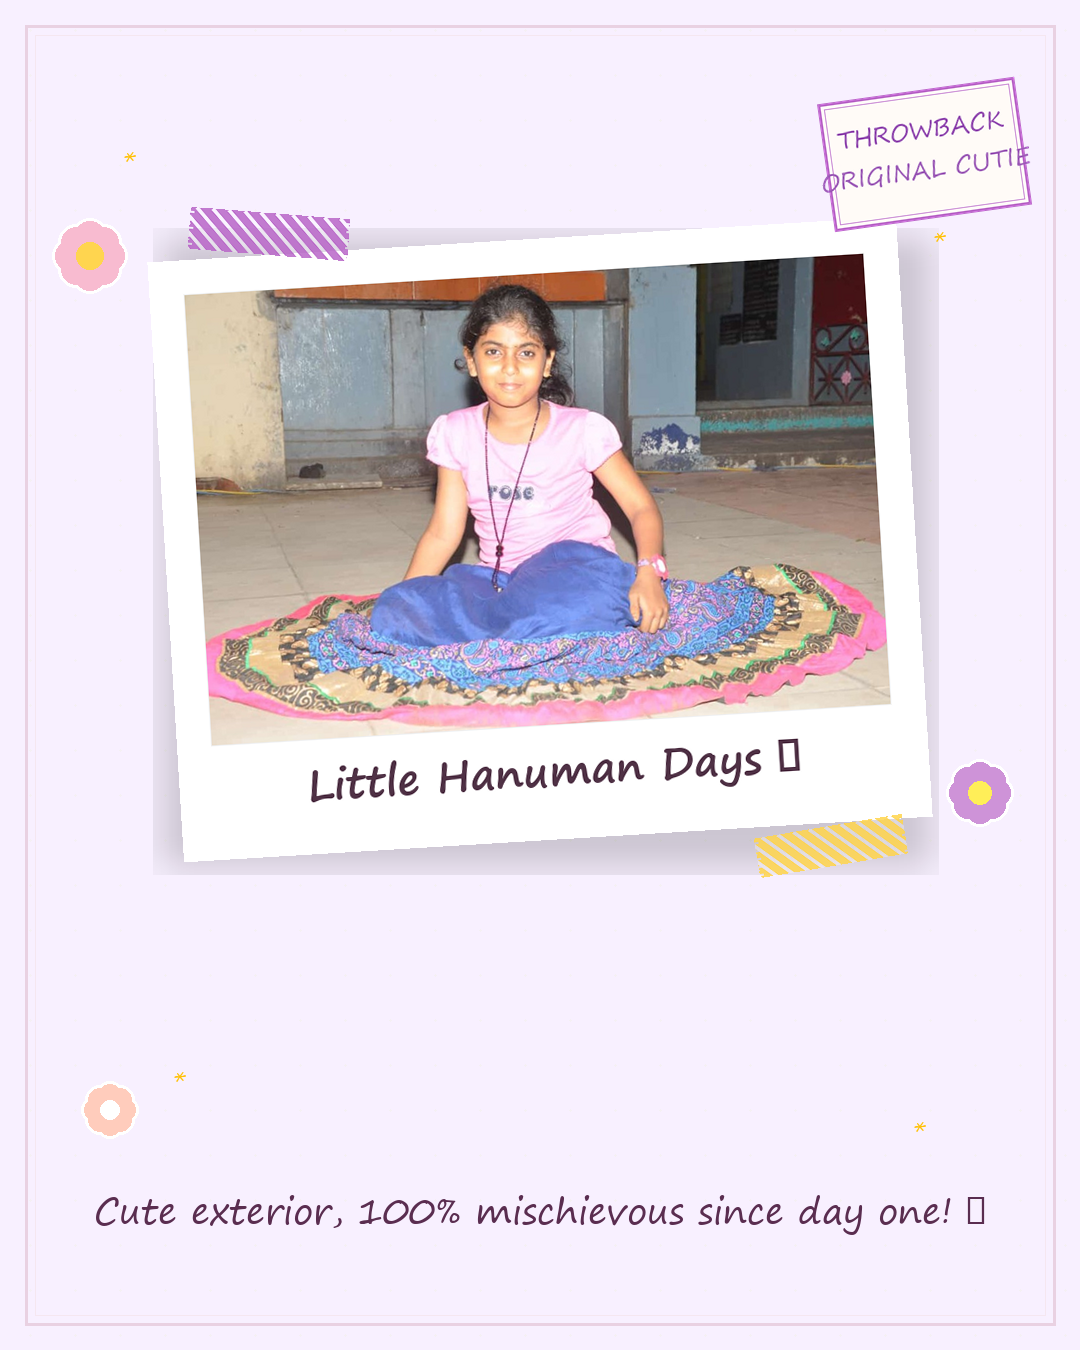 THROWBACK
ORIGINAL CUTIE
rose
Little Hanuman Days
Cute exterior, 100% mischievous since day one!